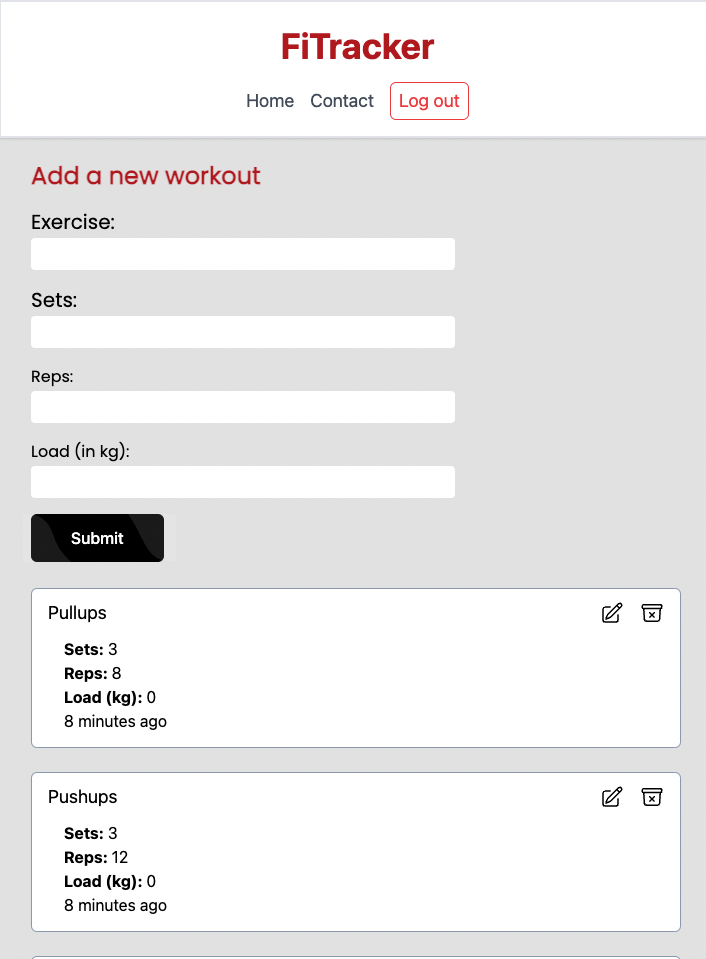 FiTracker
Home Contact Log out
Add a new workout
Exercise:
Sets:
Reps:
Load (in kg):
Submit
Pullups
Sets: 3
Reps: 8
Load (kg): 0
8 minutes ago
Pushups
Sets: 3
Reps: 12
Load (kg): 0
8 minutes ago